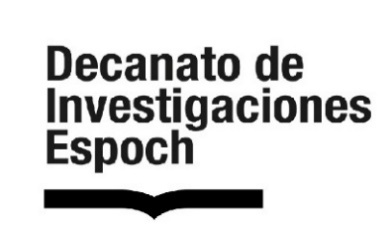 Decanato de
Investigaciones
Espoch